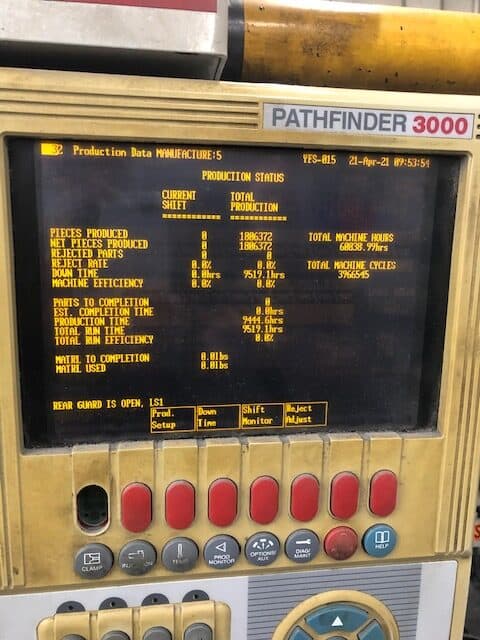 PATHFINDER 3000
2 Production Data MANUFACTURE:5 YFS-015 21-Apr-21 09:53:54
PRODUCTION STATUS
CURRENT TOTAL
SHIFT PRODUCTION
============ ============
PIECES PRODUCED 0 1806372
NET PIECES PRODUCED 0 1806372
REJECTED PARTS 0 0
REJECT RATE 0.0% 0.0%
DOWN TIME 0.0hrs 9519.1hrs
MACHINE EFFICIENCY 0.0% 0.0%
TOTAL MACHINE HOURS
60838.99hrs
TOTAL MACHINE CYCLES
3966545
PARTS TO COMPLETION 0
EST. COMPLETION TIME 0.0hrs
PRODUCTION TIME 9444.6hrs
TOTAL RUN TIME 9519.1hrs
TOTAL RUN EFFICIENCY 0.0%
MATRL TO COMPLETION 0.0lbs
MATRL USED 0.0lbs
REAR GUARD IS OPEN, LS1
Prod. Setup
Down Time
Shift Monitor
Reject Adjust
CLAMP
TEMP
PROD MONITOR
OPTIONS/ AUX
DIAG/ MAINT
HELP